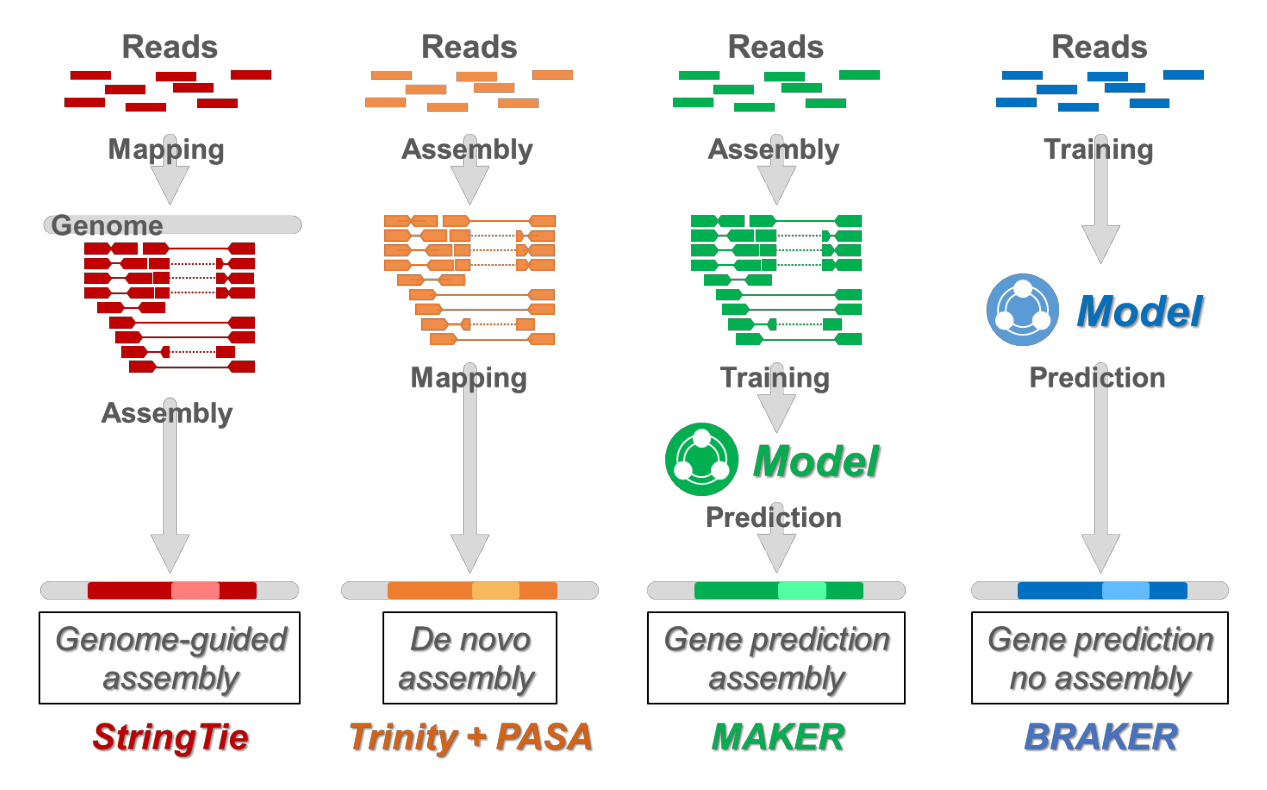 Reads
Mapping
Genome
Assembly
Genome-guided
assembly
StringTie
Reads
Assembly
Mapping
De novo
assembly
Trinity + PASA
Reads
Assembly
Training
Model
Prediction
Gene prediction
assembly
MAKER
Reads
Training
Model
Prediction
Gene prediction
no assembly
BRAKER